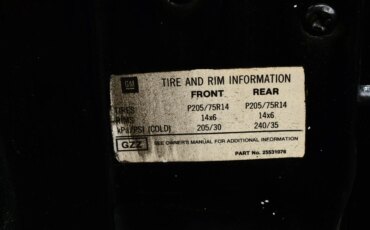 GM
TIRE AND RIM INFORMATION
FRONT REAR
TIRES P205/75R14 P205/75R14
RIMS 14x6 14x6
kPa/PSI (COLD) 205/30 240/35
GZZ SEE OWNER'S MANUAL FOR ADDITIONAL INFORMATION
PART No. 25531076